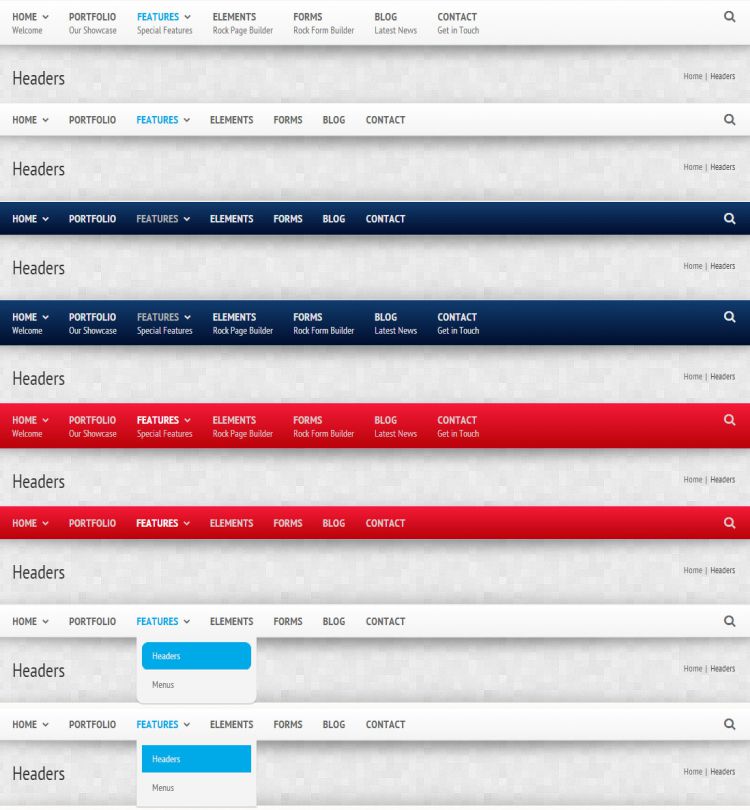 HOME PORTFOLIO FEATURES ELEMENTS FORMS BLOG CONTACT
Welcome Our Showcase Special Features Rock Page Builder Rock Form Builder Latest News Get in Touch
Headers Home | Headers
HOME PORTFOLIO FEATURES ELEMENTS FORMS BLOG CONTACT
Headers Home | Headers
HOME PORTFOLIO FEATURES ELEMENTS FORMS BLOG CONTACT
Headers Home | Headers
HOME PORTFOLIO FEATURES ELEMENTS FORMS BLOG CONTACT
Welcome Our Showcase Special Features Rock Page Builder Rock Form Builder Latest News Get in Touch
Headers Home | Headers
HOME PORTFOLIO FEATURES ELEMENTS FORMS BLOG CONTACT
Welcome Our Showcase Special Features Rock Page Builder Rock Form Builder Latest News Get in Touch
Headers Home | Headers
HOME PORTFOLIO FEATURES ELEMENTS FORMS BLOG CONTACT
Headers Home | Headers
HOME PORTFOLIO FEATURES ELEMENTS FORMS BLOG CONTACT
Headers
Headers Home | Headers
Menus
HOME PORTFOLIO FEATURES ELEMENTS FORMS BLOG CONTACT
Headers
Headers Home | Headers
Menus